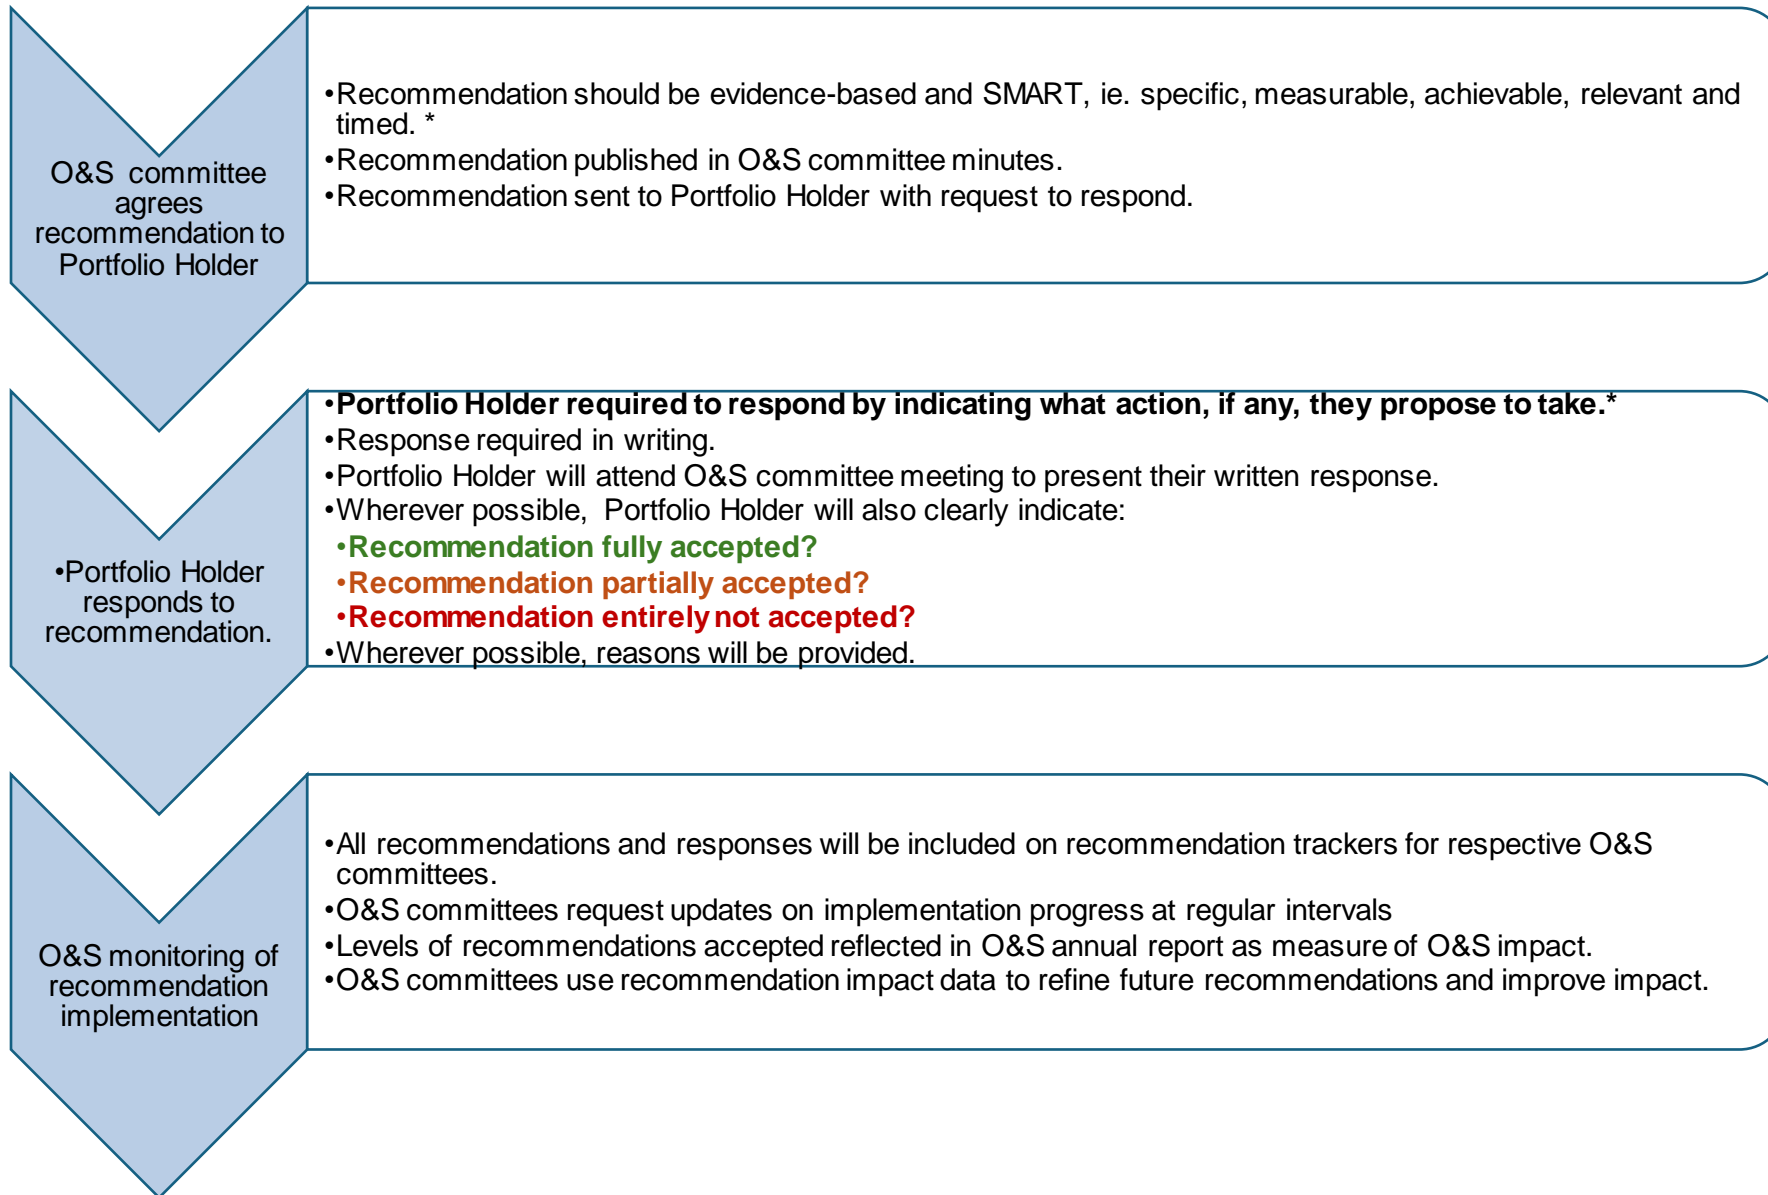 O&S committee
agrees
recommendation to
Portfolio Holder
•Recommendation should be evidence-based and SMART, ie. specific, measurable, achievable, relevant and
timed. *
•Recommendation published in O&S committee minutes.
•Recommendation sent to Portfolio Holder with request to respond.
•Portfolio Holder
responds to
recommendation.
•Portfolio Holder required to respond by indicating what action, if any, they propose to take.*
•Response required in writing.
•Portfolio Holder will attend O&S committee meeting to present their written response.
•Wherever possible, Portfolio Holder will also clearly indicate:
•Recommendation fully accepted?
•Recommendation partially accepted?
•Recommendation entirely not accepted?
•Wherever possible, reasons will be provided.
O&S monitoring of
recommendation
implementation
•All recommendations and responses will be included on recommendation trackers for respective O&S
committees.
•O&S committees request updates on implementation progress at regular intervals
•Levels of recommendations accepted reflected in O&S annual report as measure of O&S impact.
•O&S committees use recommendation impact data to refine future recommendations and improve impact.